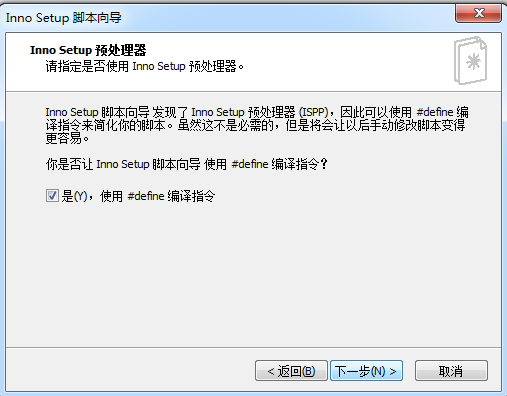 Inno Setup 脚本向导
Inno Setup 预处理器
请指定是否使用 Inno Setup 预处理器。
Inno Setup 脚本向导 发现了 Inno Setup 预处理器 (ISPP)，因此可以使用 #define 编
译指令来简化你的脚本。虽然这不是必需的，但是将会让以后手动修改脚本变得
更容易。
你是否让 Inno Setup 脚本向导 使用 #define 编译指令？
是(Y)，使用 #define 编译指令
< 返回(B)
下一步(N) >
取消